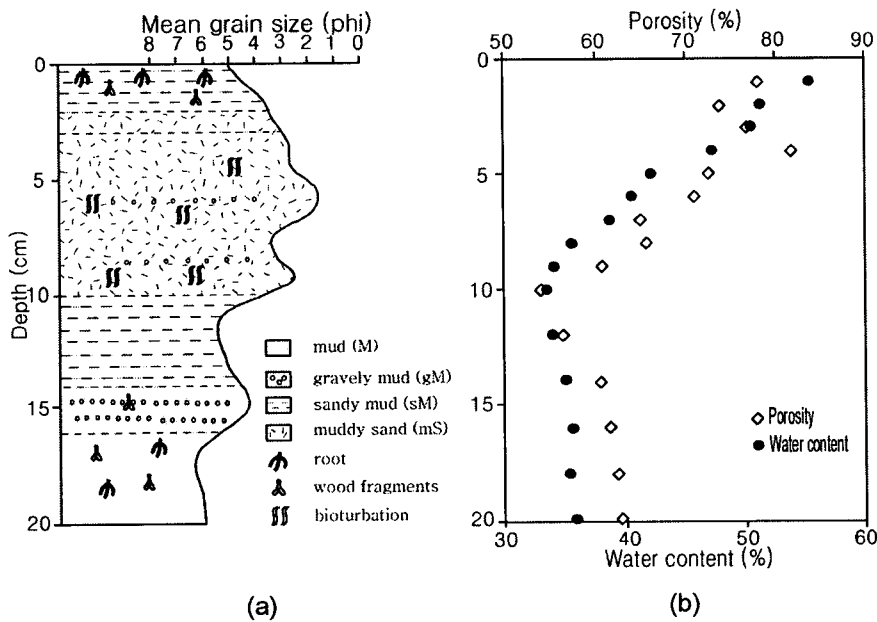 Mean grain size (phi)
8 7 6 5 4 3 2 1 0
0
5
10
15
20
Depth (cm)
mud (M)
gravely mud (gM)
sandy mud (sM)
muddy sand (mS)
root
wood fragments
bioturbation
(a)
Porosity (%)
50 60 70 80 90
0
5
10
15
20
Porosity
Water content
30 40 50 60
Water content (%)
(b)